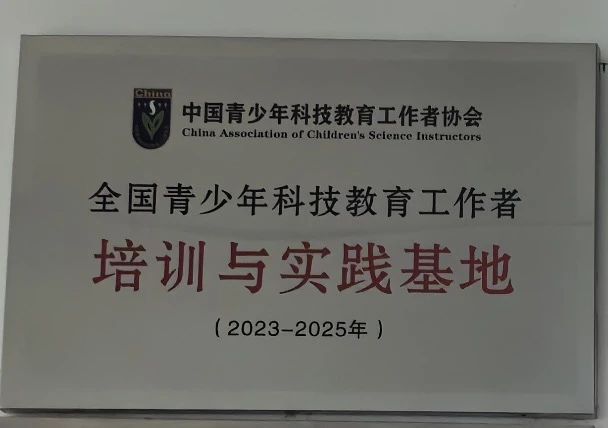 China
中国青少年科技教育工作者协会
China Association of Children's Science Instructors
全国青少年科技教育工作者
培训与实践基地
(2023-2025年)